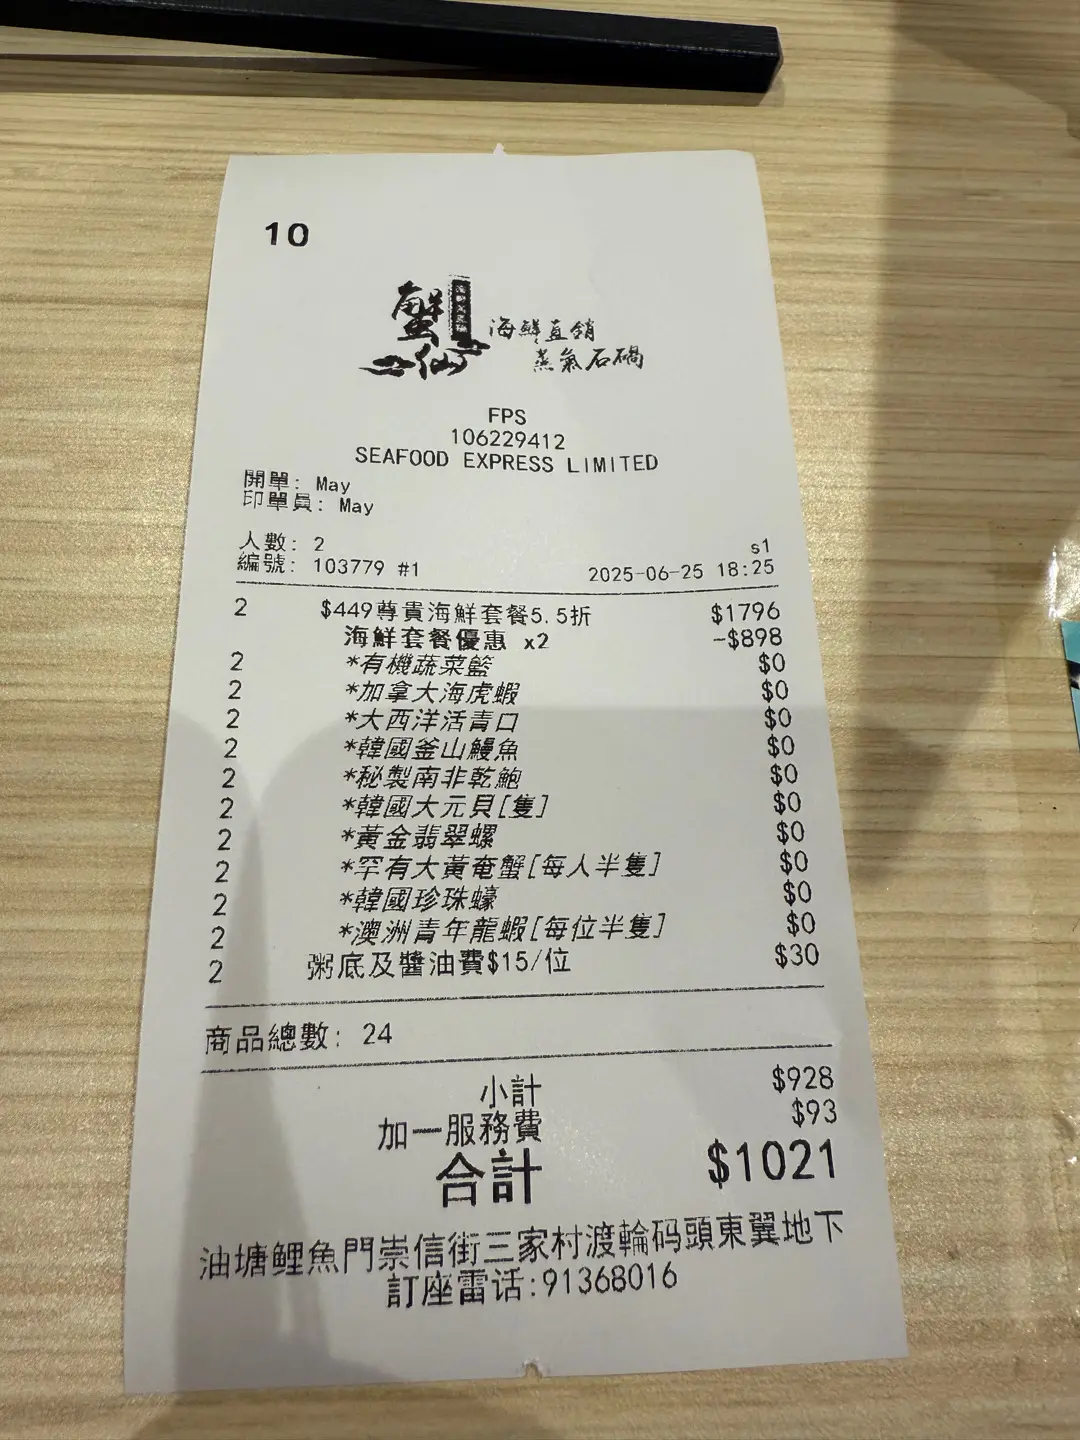 10
蟹仙
海鮮直銷
蒸氣石鍋
FPS
106229412
SEAFOOD EXPRESS LIMITED
開單: May
印單員: May
人數: 2
s1
編號: 103779 #1 2025-06-25 18:25
2 $449尊貴海鮮套餐5.5折 $1796
海鮮套餐優惠 x2 -$898
2 *有機蔬菜籃 $0
2 *加拿大海虎蝦 $0
2 *大西洋活青口 $0
2 *韓國釜山鰻魚 $0
2 *秘製南非乾鮑 $0
2 *韓國大元貝[隻] $0
2 *黃金翡翠螺 $0
2 *罕有大黃奄蟹[每人半隻] $0
2 *韓國珍珠蠔 $0
2 *澳洲青年龍蝦[每位半隻] $0
2 粥底及醬油費$15/位 $30
商品總數: 24
小計 $928
加一服務費 $93
合計 $1021
油塘鯉魚門崇信街三家村渡輪码頭東翼地下
訂座雷话:91368016